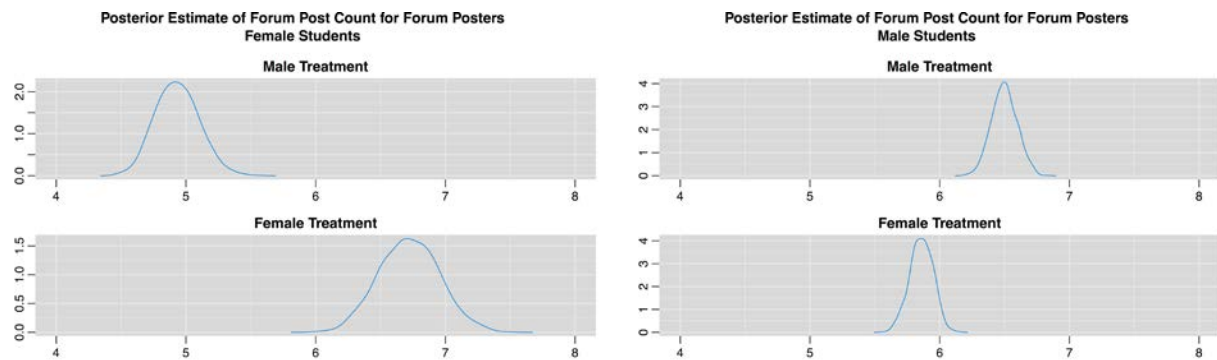 Posterior Estimate of Forum Post Count for Forum Posters
Female Students
Male Treatment
0.0 1.0 2.0
4 5 6 7 8
Female Treatment
0.0 0.5 1.0 1.5
4 5 6 7 8
Posterior Estimate of Forum Post Count for Forum Posters
Male Students
Male Treatment
0 1 2 3 4
4 5 6 7 8
Female Treatment
0 1 2 3 4
4 5 6 7 8